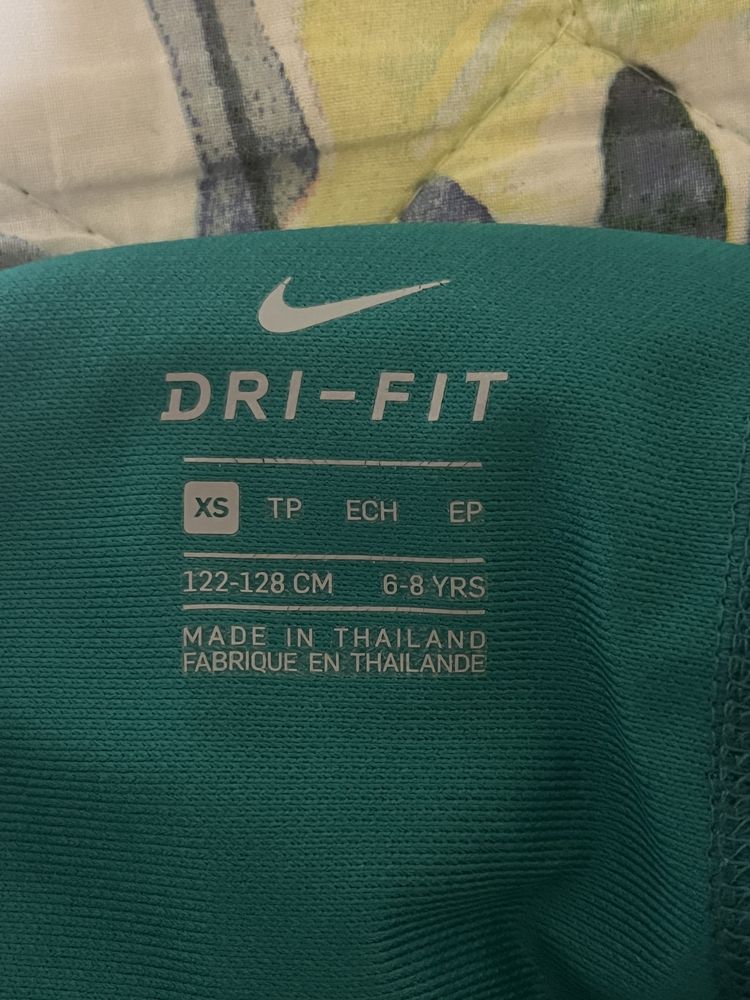 DRI-FIT
XS TP ECH EP
122-128 CM 6-8 YRS
MADE IN THAILAND
FABRIQUE EN THAILANDE